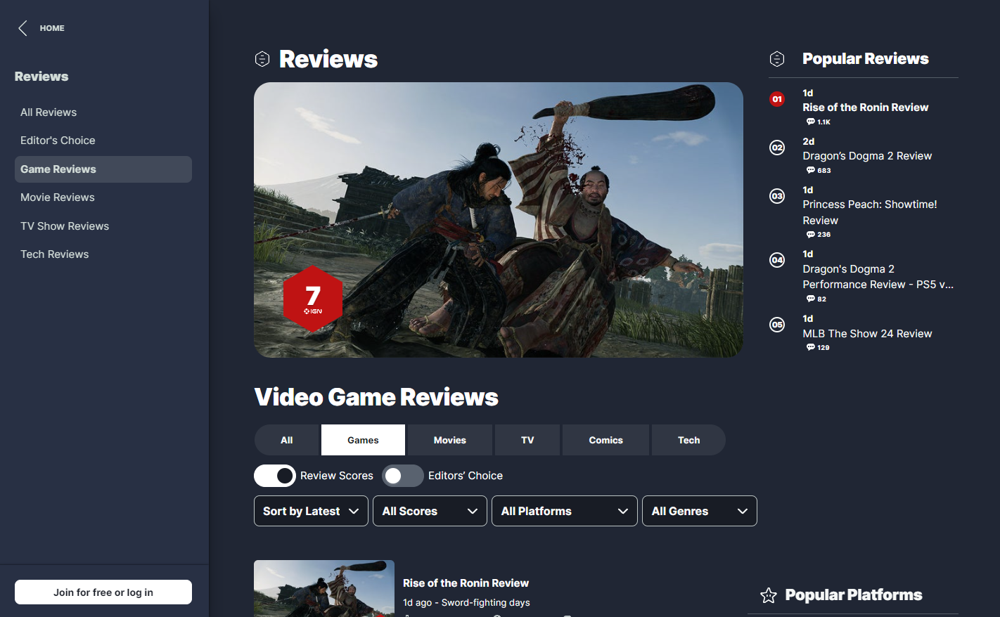 HOME
Reviews
All Reviews
Editor's Choice
Game Reviews
Movie Reviews
TV Show Reviews
Tech Reviews
Join for free or log in
Reviews
7
IGN
Video Game Reviews
All
Games
Movies
TV
Comics
Tech
Review Scores
Editors’ Choice
Sort by Latest
All Scores
All Platforms
All Genres
Rise of the Ronin Review
1d ago - Sword-fighting days
Popular Reviews
01
1d
Rise of the Ronin Review
1.1K
02
2d
Dragon’s Dogma 2 Review
683
03
1d
Princess Peach: Showtime!
Review
236
04
1d
Dragon's Dogma 2
Performance Review - PS5 v...
82
05
1d
MLB The Show 24 Review
129
Popular Platforms